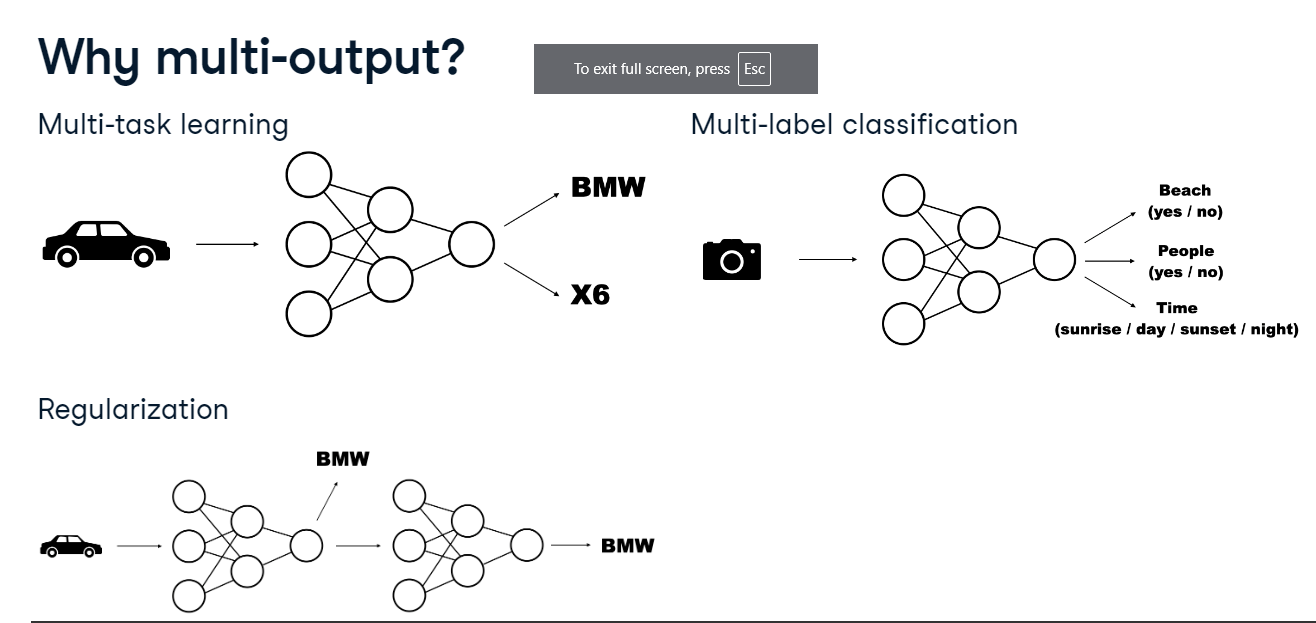 Why multi-output?
To exit full screen, press Esc
Multi-task learning
BMW
X6
Multi-label classification
Beach
(yes / no)
People
(yes / no)
Time
(sunrise / day / sunset / night)
Regularization
BMW
BMW